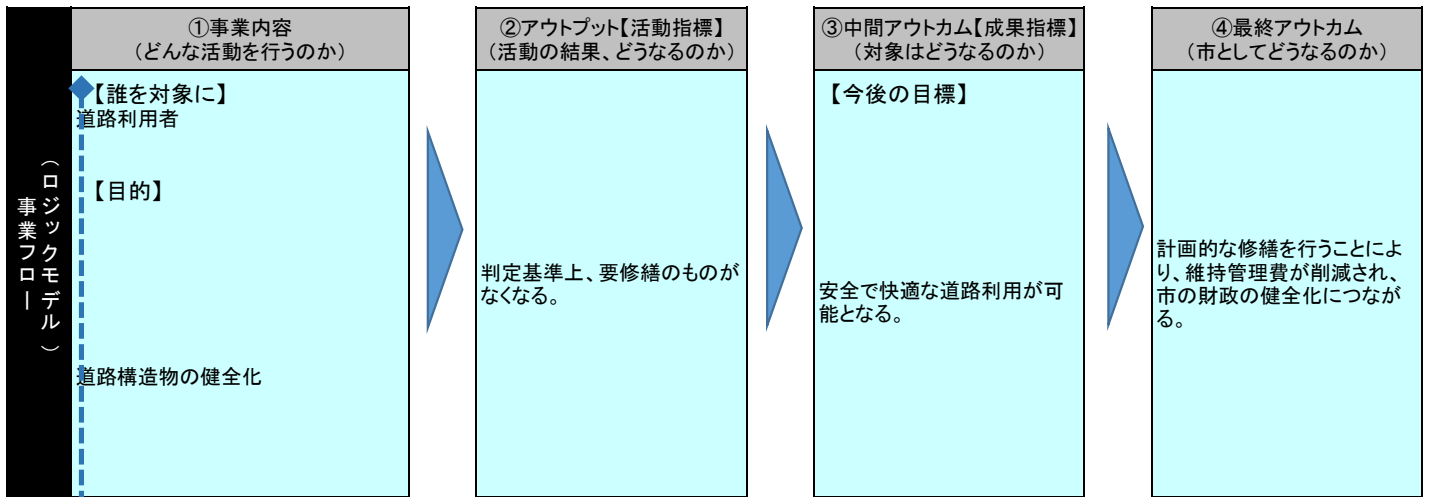 事業フロー
（ロジックモデル）
①事業内容
（どんな活動を行うのか）
【誰を対象に】
道路利用者
【目的】
道路構造物の健全化
②アウトプット【活動指標】
（活動の結果、どうなるのか）
判定基準上、要修繕のものが
なくなる。
③中間アウトカム【成果指標】
（対象はどうなるのか）
【今後の目標】
安全で快適な道路利用が可
能となる。
④最終アウトカム
（市としてどうなるのか）
計画的な修繕を行うことによ
り、維持管理費が削減され、
市の財政の健全化につなが
る。